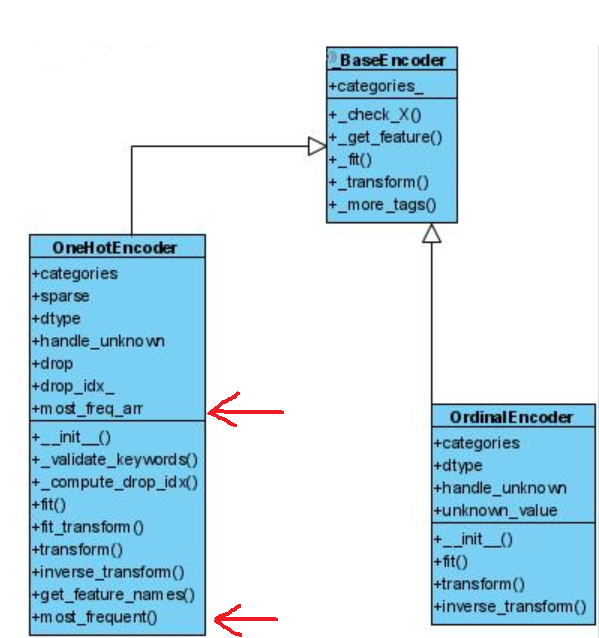 _BaseEncoder
+categories_
+_check_X()
+_get_feature()
+_fit()
+_transform()
+_more_tags()
OneHotEncoder
+categories
+sparse
+dtype
+handle_unknown
+drop
+drop_idx_
+most_freq_arr
+__init__()
+_validate_keywords()
+_compute_drop_idx()
+fit()
+fit_transform()
+transform()
+inverse_transform()
+get_feature_names()
+most_frequent()
OrdinalEncoder
+categories
+dtype
+handle_unknown
+unknown_value
+__init__()
+fit()
+transform()
+inverse_transform()